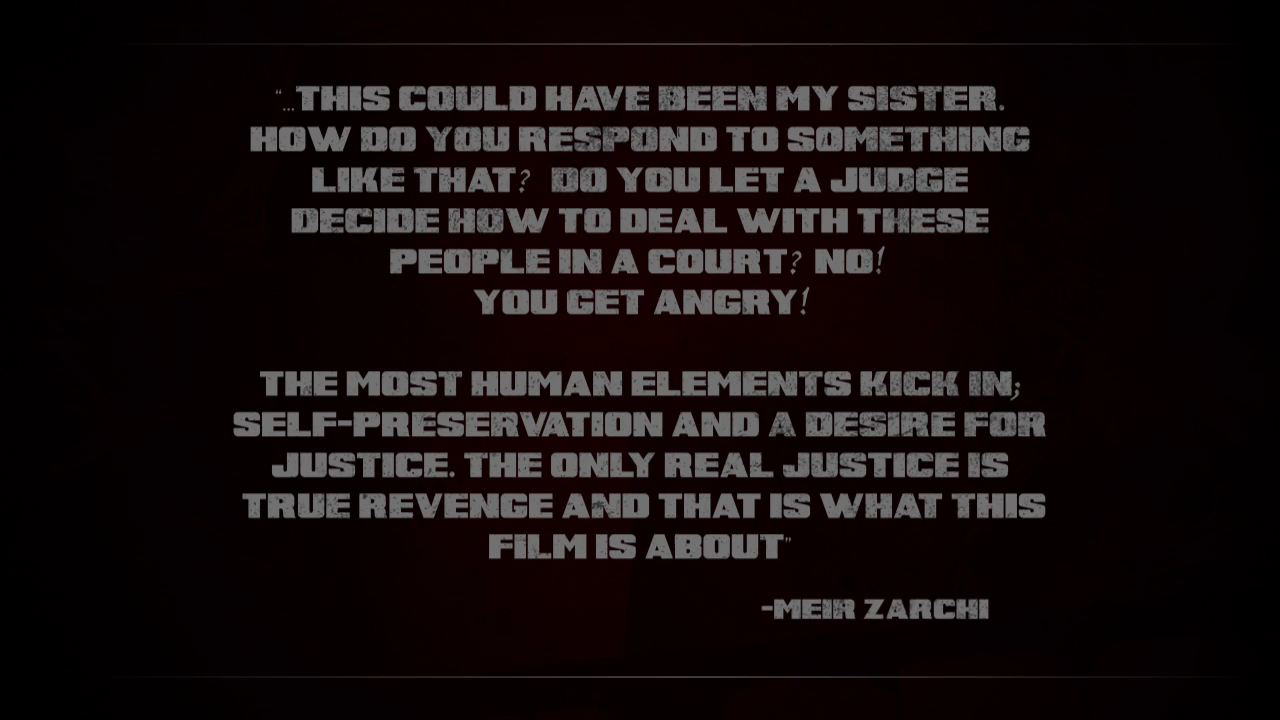 “...THIS COULD HAVE BEEN MY SISTER.
HOW DO YOU RESPOND TO SOMETHING
LIKE THAT? DO YOU LET A JUDGE
DECIDE HOW TO DEAL WITH THESE
PEOPLE IN A COURT? NO!
YOU GET ANGRY!
THE MOST HUMAN ELEMENTS KICK IN;
SELF-PRESERVATION AND A DESIRE FOR
JUSTICE. THE ONLY REAL JUSTICE IS
TRUE REVENGE AND THAT IS WHAT THIS
FILM IS ABOUT”
-MEIR ZARCHI